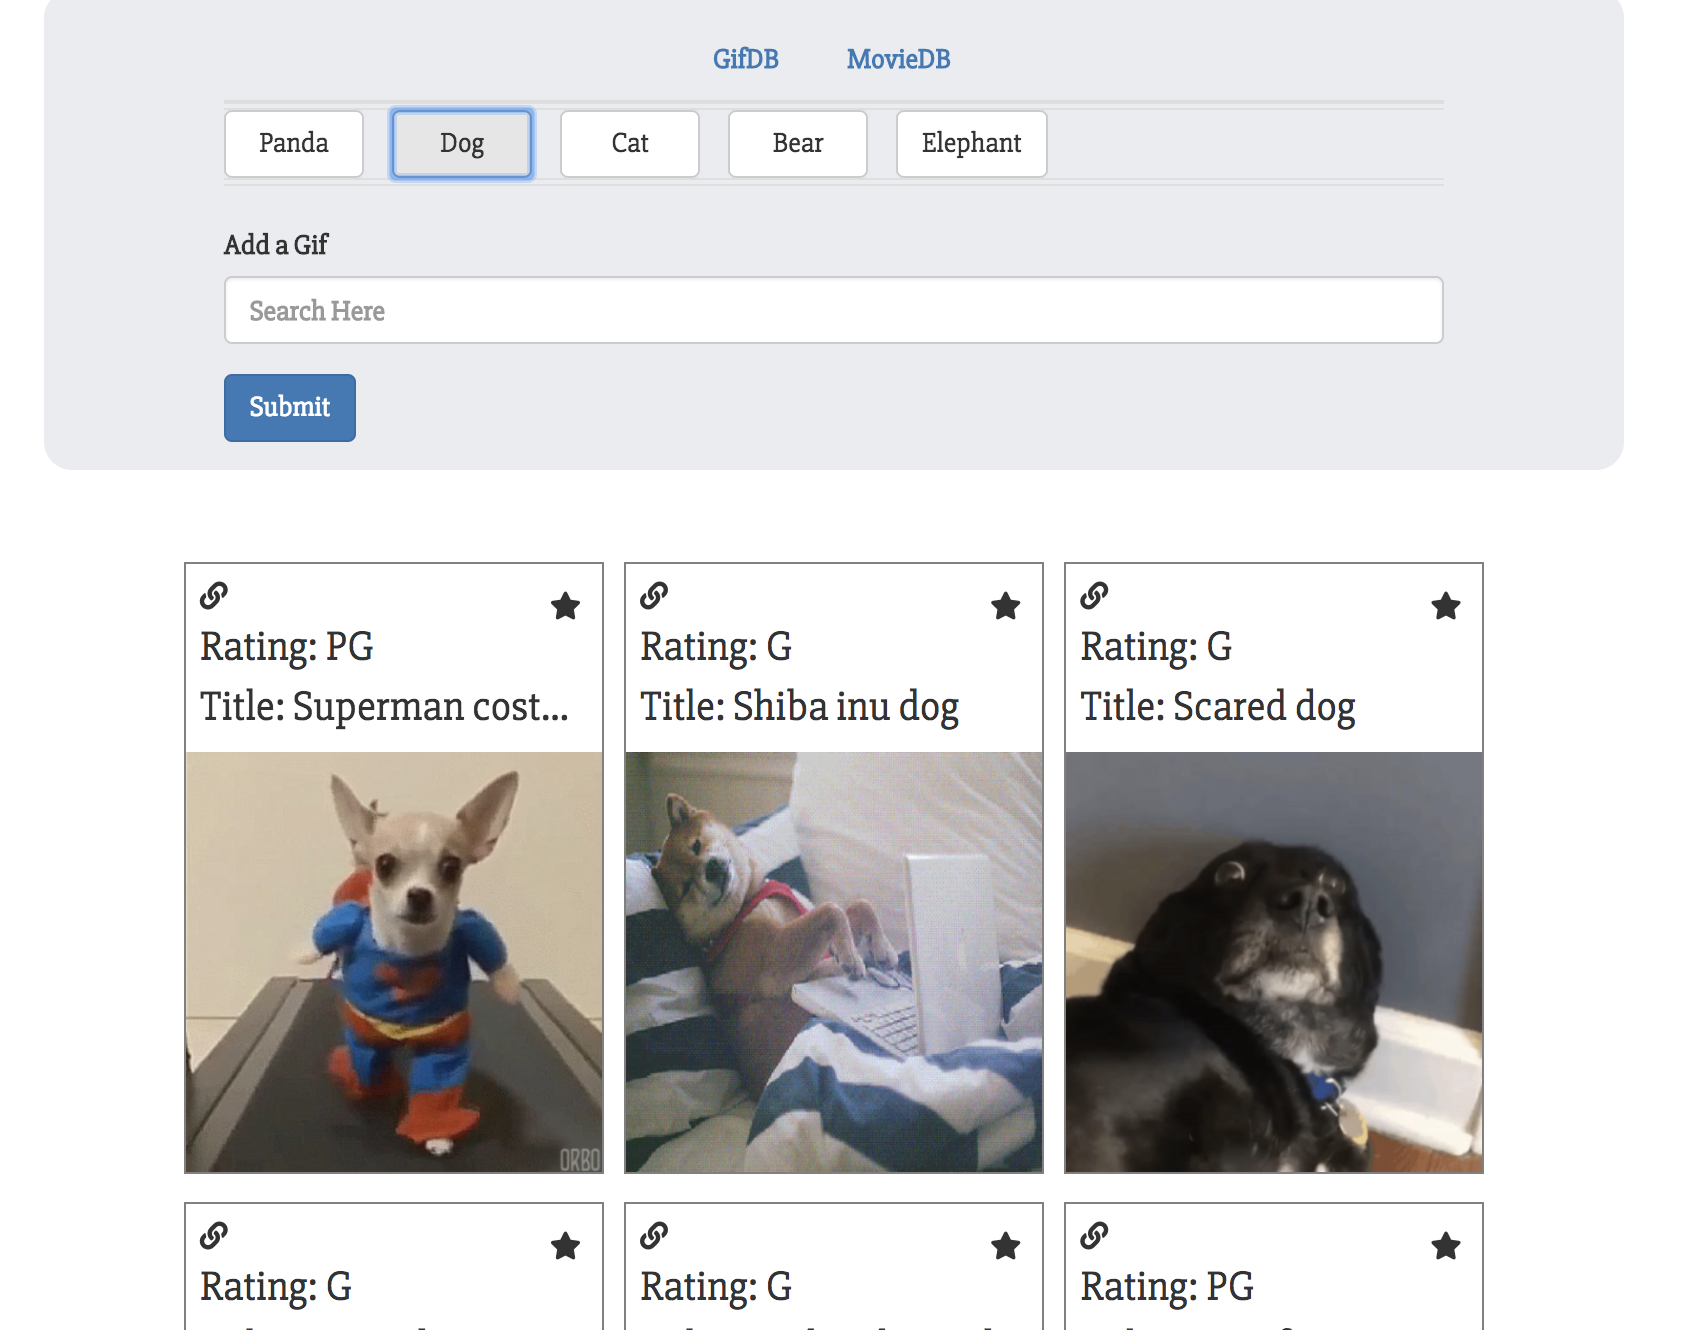 GifDB MovieDB
Panda Dog Cat Bear Elephant
Add a Gif
Search Here
Submit
Rating: PG
Title: Superman cost...
ORBO
Rating: G
Title: Shiba inu dog
Rating: G
Title: Scared dog
Rating: G
Rating: G
Rating: PG